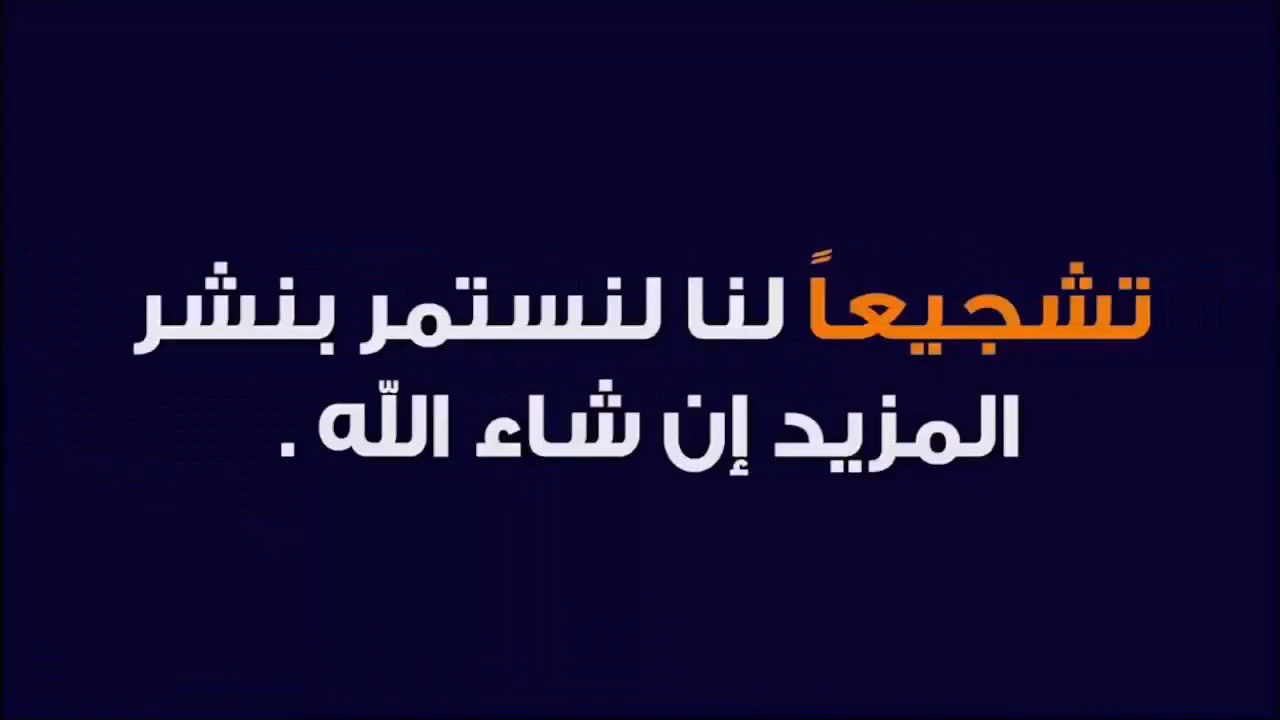 تشجيعاً لنا لنستمر بنشر
المزيد إن شاء اللّه .